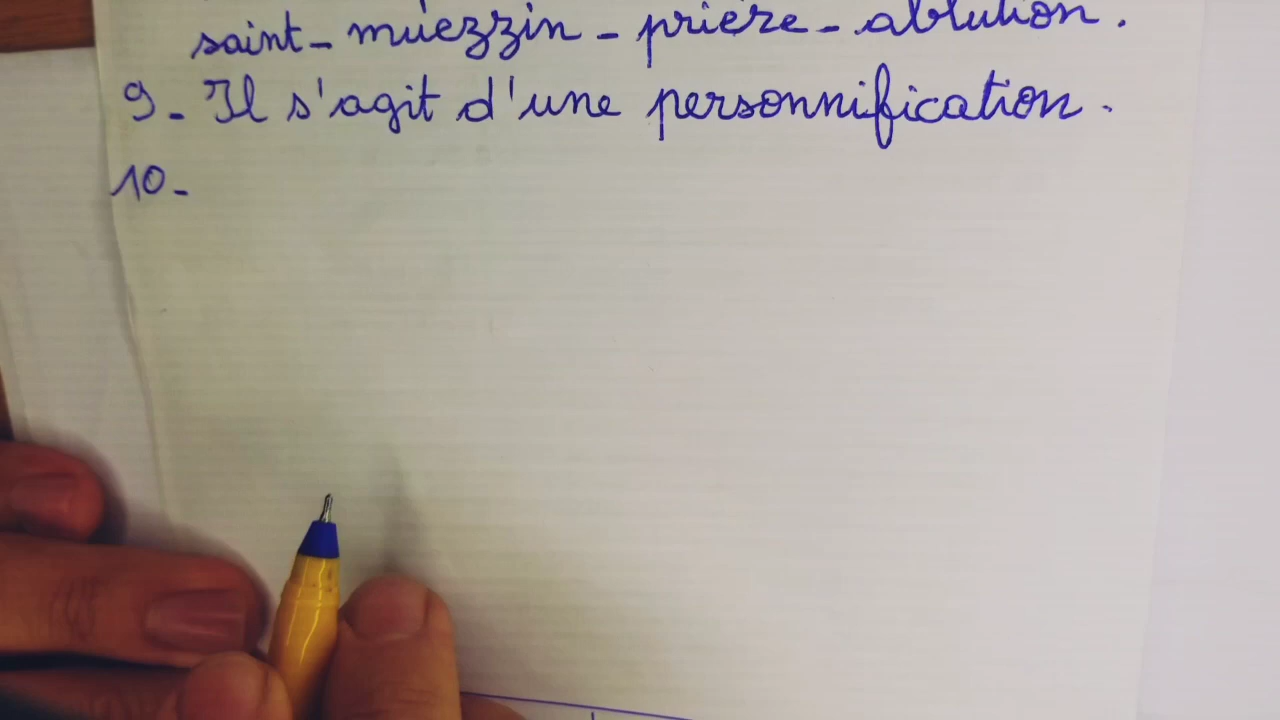 saint - muezzin - prière - ablution.
9 - Il s'agit d'une personnification.
10 -